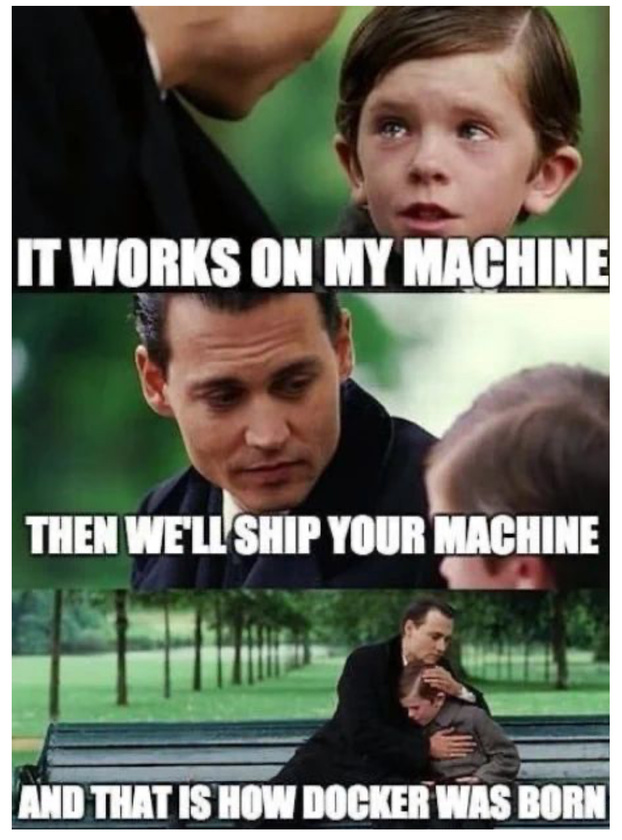 IT WORKS ON MY MACHINE
THEN WE'LL SHIP YOUR MACHINE
AND THAT IS HOW DOCKER WAS BORN